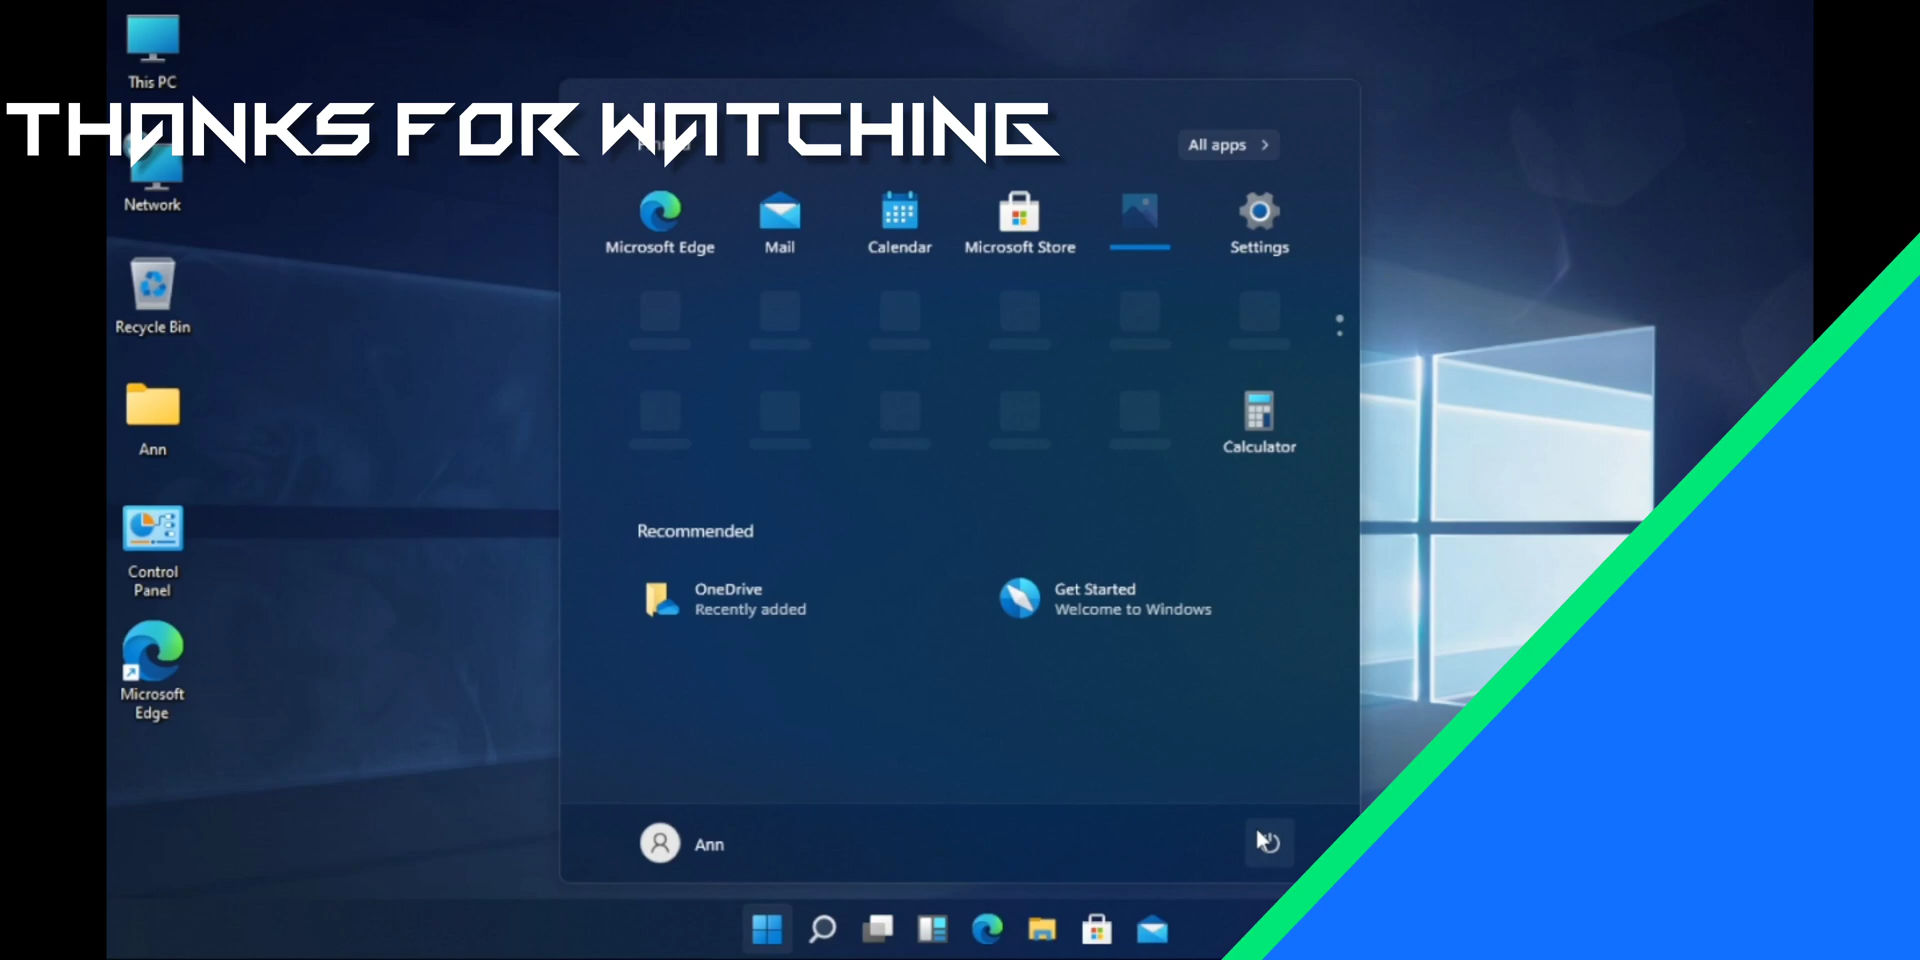 This PC
THANKS FOR WATCHING
All apps
Network
Microsoft Edge
Mail
Calendar
Microsoft Store
Settings
Recycle Bin
Ann
Calculator
Control
Panel
Recommended
OneDrive
Recently added
Get Started
Welcome to Windows
Microsoft
Edge
Ann